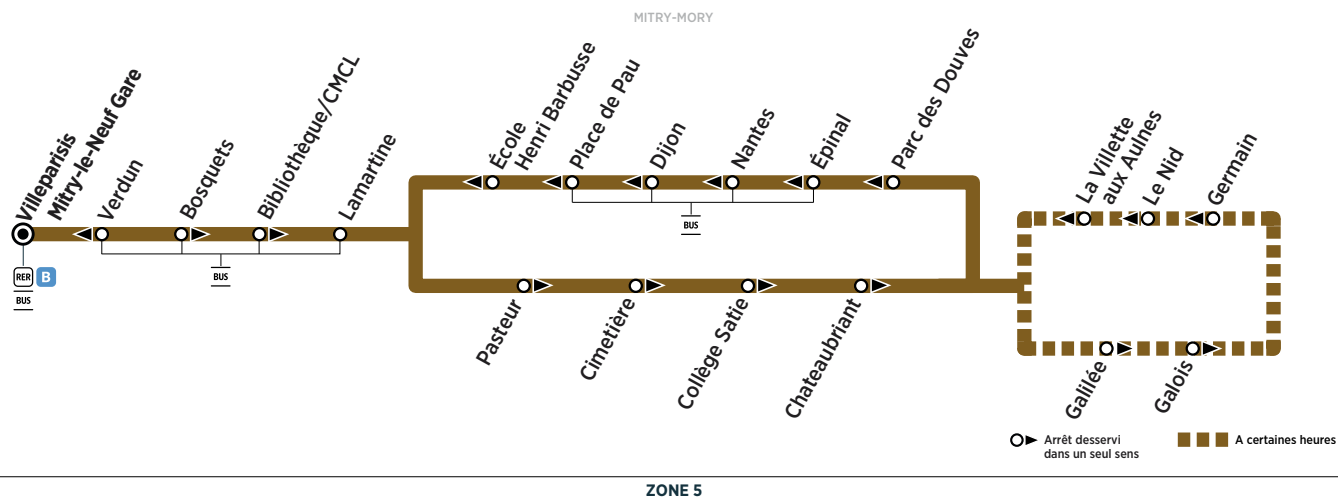 MITRY-MORY
Villeparisis
Mitry-le-Neuf Gare
Verdun
Bosquets
Bibliothèque/CMCL
Lamartine
École
Henri Barbusse
Place de Pau
Dijon
Nantes
Épinal
Parc des Douves
La Villette
aux Aulnes
Le Nid
Germain
RER B
BUS
BUS
BUS
Pasteur
Cimetière
Collège Satie
Chateaubriant
Galilée
Galois
Arrêt desservi
dans un seul sens
A certaines heures
ZONE 5